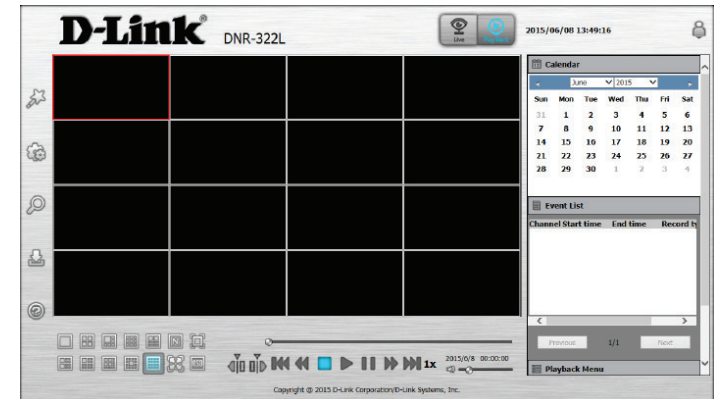 D-Link® DNR-322L
Live
Playback
2015/06/08 13:49:16
Calendar
June 2015
Sun Mon Tue Wed Thu Fri Sat
31 1 2 3 4 5 6
7 8 9 10 11 12 13
14 15 16 17 18 19 20
21 22 23 24 25 26 27
28 29 30 1 2 3 4
Event List
Channel Start time End time Record ty
Previous 1/1 Next
1x 2015/6/8 00:00:00
Playback Menu
Copyright @ 2015 D-Link Corporation/D-Link Systems, Inc.